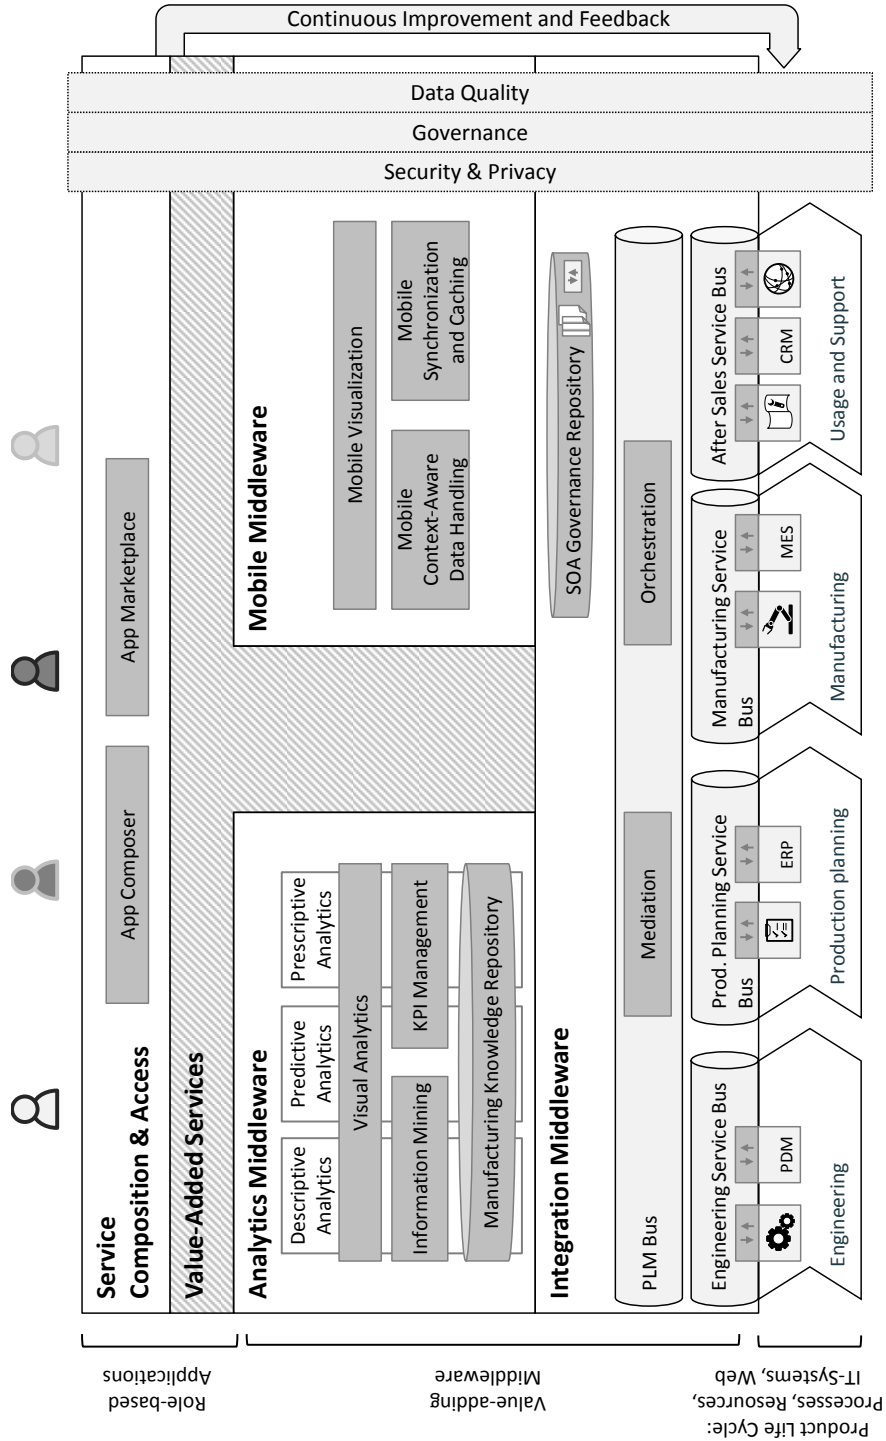 Continuous Improvement and Feedback
Data Quality
Governance
Security & Privacy
Role-based
Applications
Service
Composition & Access
App Composer
App Marketplace
Value-Added Services
Value-adding
Middleware
Analytics Middleware
Descriptive
Analytics
Predictive
Analytics
Prescriptive
Analytics
Visual Analytics
Information Mining
KPI Management
Manufacturing Knowledge Repository
Mobile Middleware
Mobile Visualization
Mobile
Context-Aware
Data Handling
Mobile
Synchronization
and Caching
Integration Middleware
SOA Governance Repository
PLM Bus
Mediation
Orchestration
Engineering Service Bus
Prod. Planning Service
Bus
Manufacturing Service
Bus
After Sales Service Bus
Product Life Cycle:
Processes, Resources,
IT-Systems, Web
PDM
ERP
MES
CRM
Engineering
Production planning
Manufacturing
Usage and Support